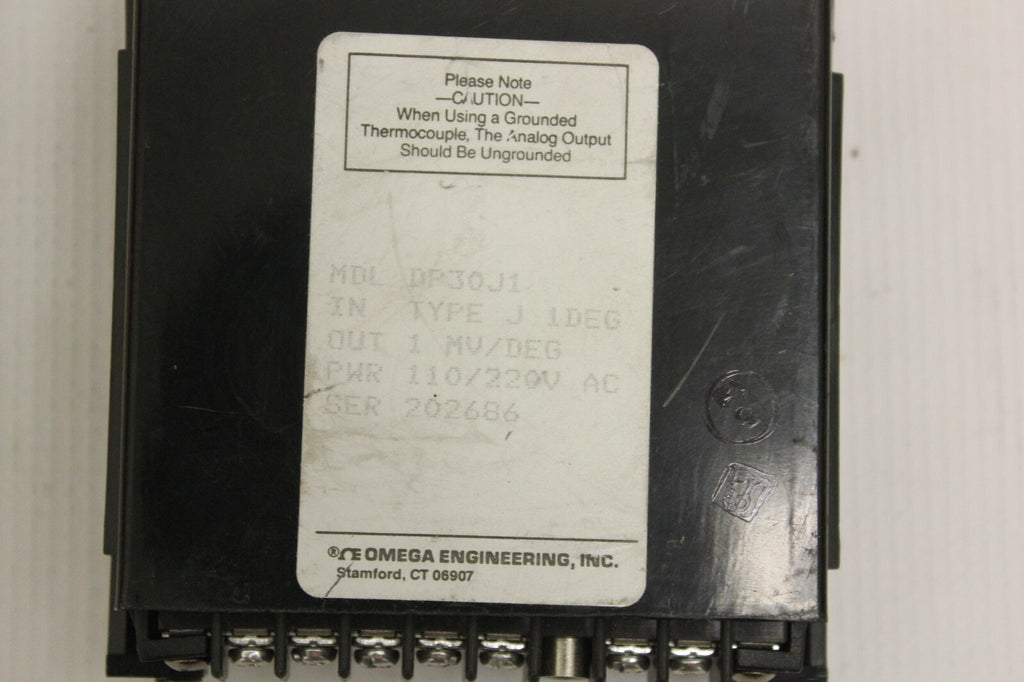 Please Note
—CAUTION—
When Using a Grounded
Thermocouple, The Analog Output
Should Be Ungrounded
MDL DP30J1
IN TYPE J 1DEG
OUT 1 MV/DEG
PWR 110/220V AC
SER 202686
®ΩE OMEGA ENGINEERING, INC.
Stamford, CT 06907